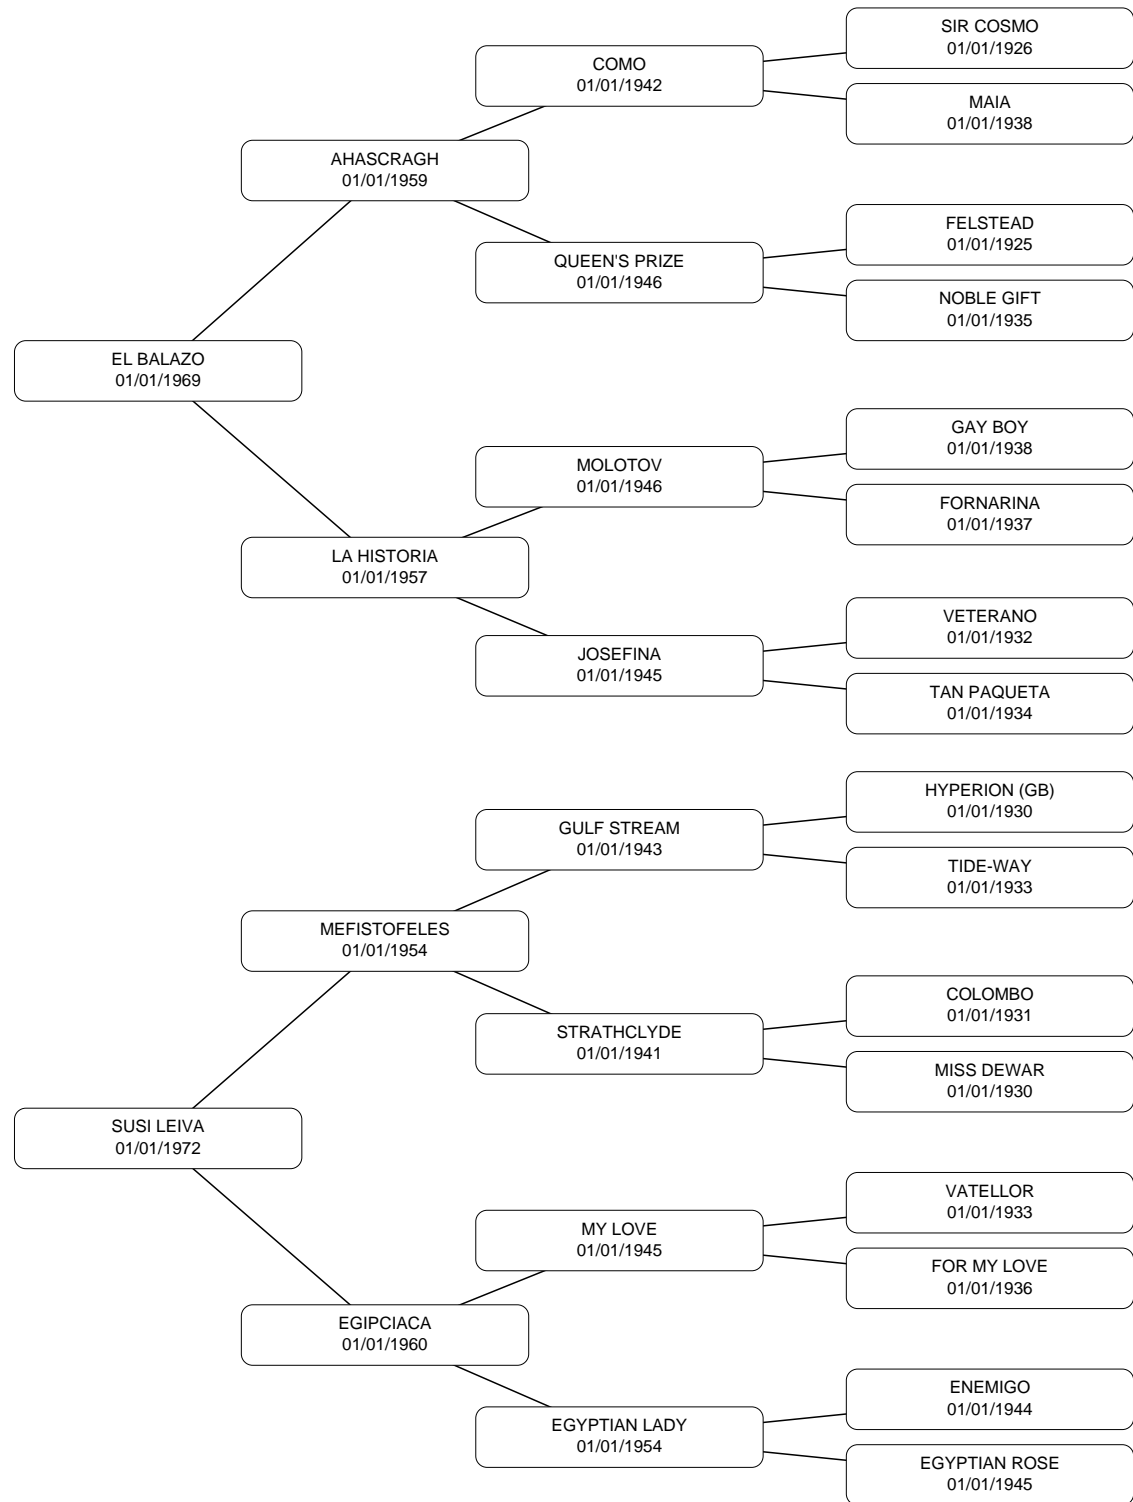 SIR COSMO
01/01/1926
COMO
01/01/1942
MAIA
01/01/1938
AHASCRAGH
01/01/1959
FELSTEAD
01/01/1925
QUEEN'S PRIZE
01/01/1946
NOBLE GIFT
01/01/1935
EL BALAZO
01/01/1969
GAY BOY
01/01/1938
MOLOTOV
01/01/1946
FORNARINA
01/01/1937
LA HISTORIA
01/01/1957
VETERANO
01/01/1932
JOSEFINA
01/01/1945
TAN PAQUETA
01/01/1934
HYPERION (GB)
01/01/1930
GULF STREAM
01/01/1943
TIDE-WAY
01/01/1933
MEFISTOFELES
01/01/1954
COLOMBO
01/01/1931
STRATHCLYDE
01/01/1941
MISS DEWAR
01/01/1930
SUSI LEIVA
01/01/1972
VATELLOR
01/01/1933
MY LOVE
01/01/1945
FOR MY LOVE
01/01/1936
EGIPCIACA
01/01/1960
ENEMIGO
01/01/1944
EGYPTIAN LADY
01/01/1954
EGYPTIAN ROSE
01/01/1945